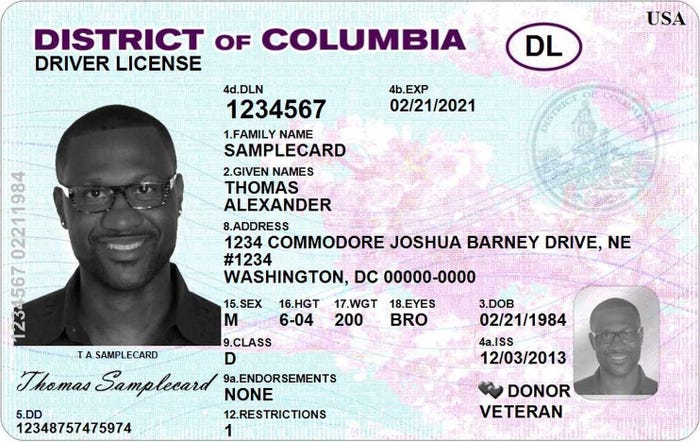 USA
DISTRICT OF COLUMBIA
DL
DRIVER LICENSE
4d.DLN 4b.EXP
1234567 02/21/2021
1.FAMILY NAME
SAMPLECARD
2.GIVEN NAMES
THOMAS
ALEXANDER
8.ADDRESS
1234 COMMODORE JOSHUA BARNEY DRIVE, NE
#1234
WASHINGTON, DC 00000-0000
15.SEX 16.HGT 17.WGT 18.EYES 3.DOB
M 6-04 200 BRO 02/21/1984
9.CLASS 4a.ISS
D 12/03/2013
9a.ENDORSEMENTS
NONE
DONOR
VETERAN
12.RESTRICTIONS
1
1234567 02211984
T A SAMPLECARD
Thomas Samplecard
5.DD
12348757475974
DISTRICT OF COLUMBIA